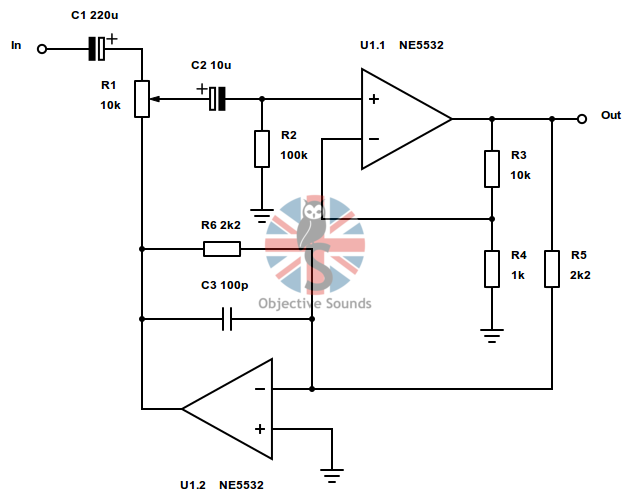 C1 220u
In
U1.1 NE5532
C2 10u
R1
10k
Out
R2
100k
R3
10k
R6 2k2
R4
1k
R5
2k2
C3 100p
Objective Sounds
U1.2 NE5532